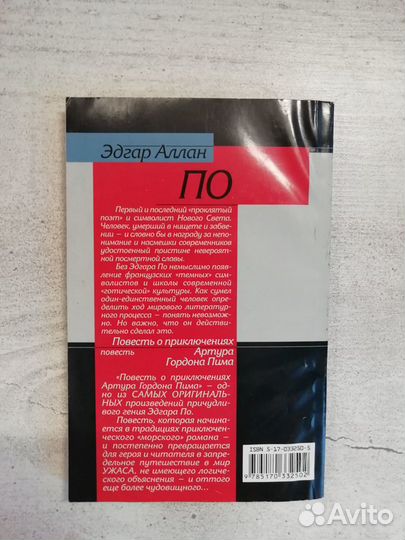 Эдгар Аллан
ПО
Первый и последний «проклятый
поэт» и символист Нового Света.
Человек, умерший в нищете и забве-
нии – и словно бы в награду за непо-
нимание и насмешки современников
удостоенный поистине невероят-
ной посмертной славы.
Без Эдгара По немыслимо появ-
ление французских «темных» сим-
волистов и школы современной
«готической» культуры. Как сумел
один-единственный человек опре-
делить ход мирового литератур-
ного процесса – понять невозмож-
но. Но важно, что он действи-
тельно сделал это.
Повесть о приключениях
повесть Артура
Гордона Пима
«Повесть о приключениях
Артура Гордона Пима» – од-
но из САМЫХ ОРИГИНАЛЬ-
НЫХ произведений причудли-
вого гения Эдгара По.
Повесть, которая начина-
ется в традициях приключен-
ческого «морского» романа –
и постепенно превращается
для героя и читателя в запре-
дельное путешествие в мир
УЖАСА, не имеющего логиче-
ского объяснения – и оттого
еще более чудовищного...
ISBN 5-17-033250-5
9 785170 332502
Avito